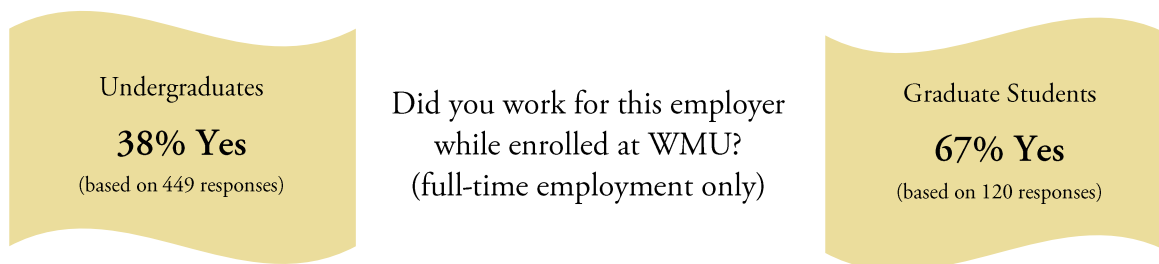 Undergraduates
38% Yes
(based on 449 responses)
Did you work for this employer
while enrolled at WMU?
(full-time employment only)
Graduate Students
67% Yes
(based on 120 responses)